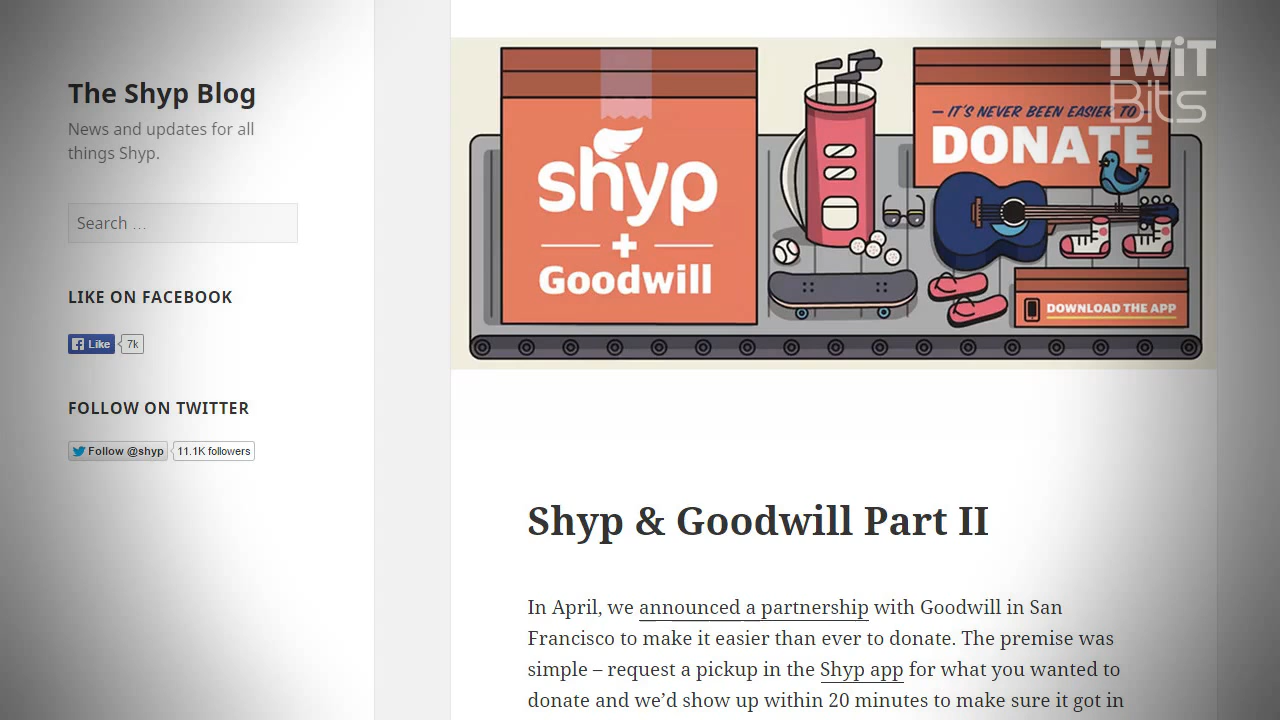 The Shyp Blog
News and updates for all
things Shyp.
Search …
LIKE ON FACEBOOK
Like 7k
FOLLOW ON TWITTER
Follow @shyp 11.1K followers
TWiT
Bits
shyp
+
Goodwill
— IT'S NEVER BEEN EASIER TO —
DONATE
DOWNLOAD THE APP
Shyp & Goodwill Part II
In April, we announced a partnership with Goodwill in San
Francisco to make it easier than ever to donate. The premise was
simple – request a pickup in the Shyp app for what you wanted to
donate and we’d show up within 20 minutes to make sure it got in